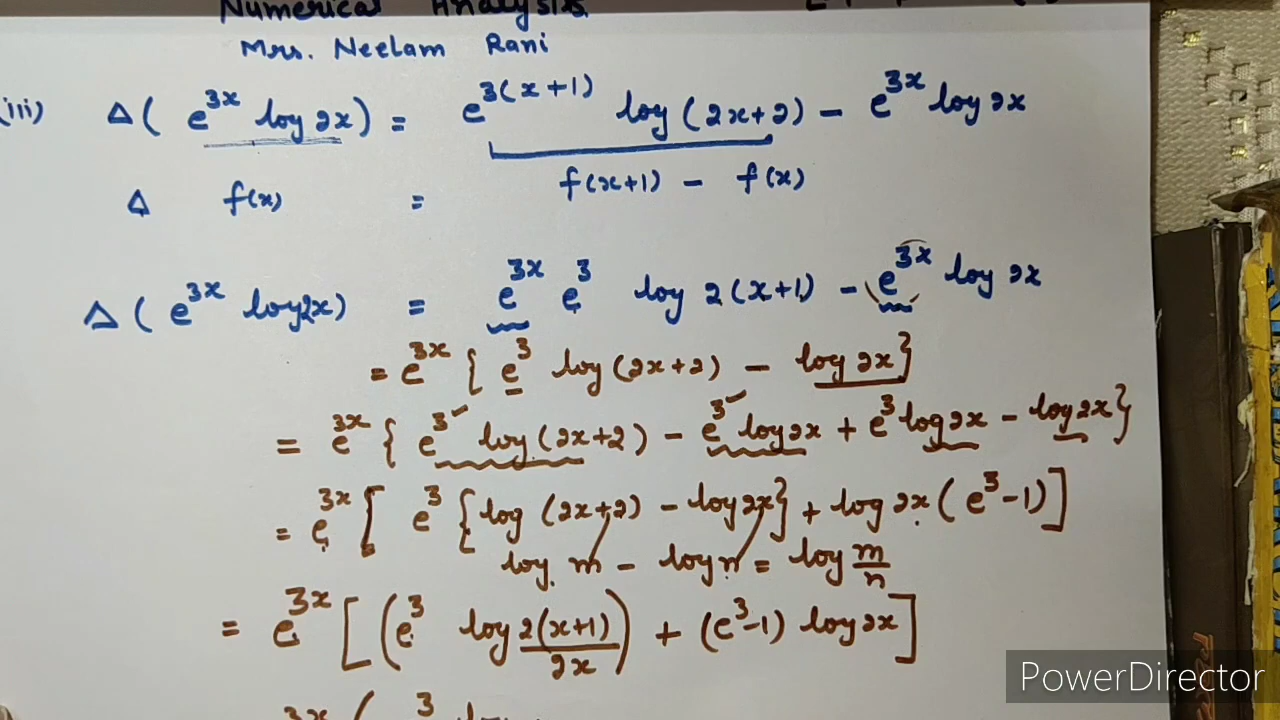 Numerical Analysis
Mrs. Neelam Rani
(iii) Δ( e^{3x} log 2x) = e^{3(x+1)} log (2x+2) - e^{3x} log 2x
Δ f(x) = f(x+1) - f(x)
Δ ( e^{3x} log2x) = e^{3x} e^3 log 2(x+1) - e^{3x} log 2x
= e^{3x} { e^3 log (2x+2) - log 2x}
= e^{3x} { e^3 log (2x+2) - e^3 log 2x + e^3 log 2x - log 2x}
= e^{3x} [ e^3 {log (2x+2) - log 2x} + log 2x (e^3-1)]
log m - log n = log m/n
= e^{3x} [ (e^3 log 2(x+1)/2x) + (e^3-1) log 2x]
PowerDirector